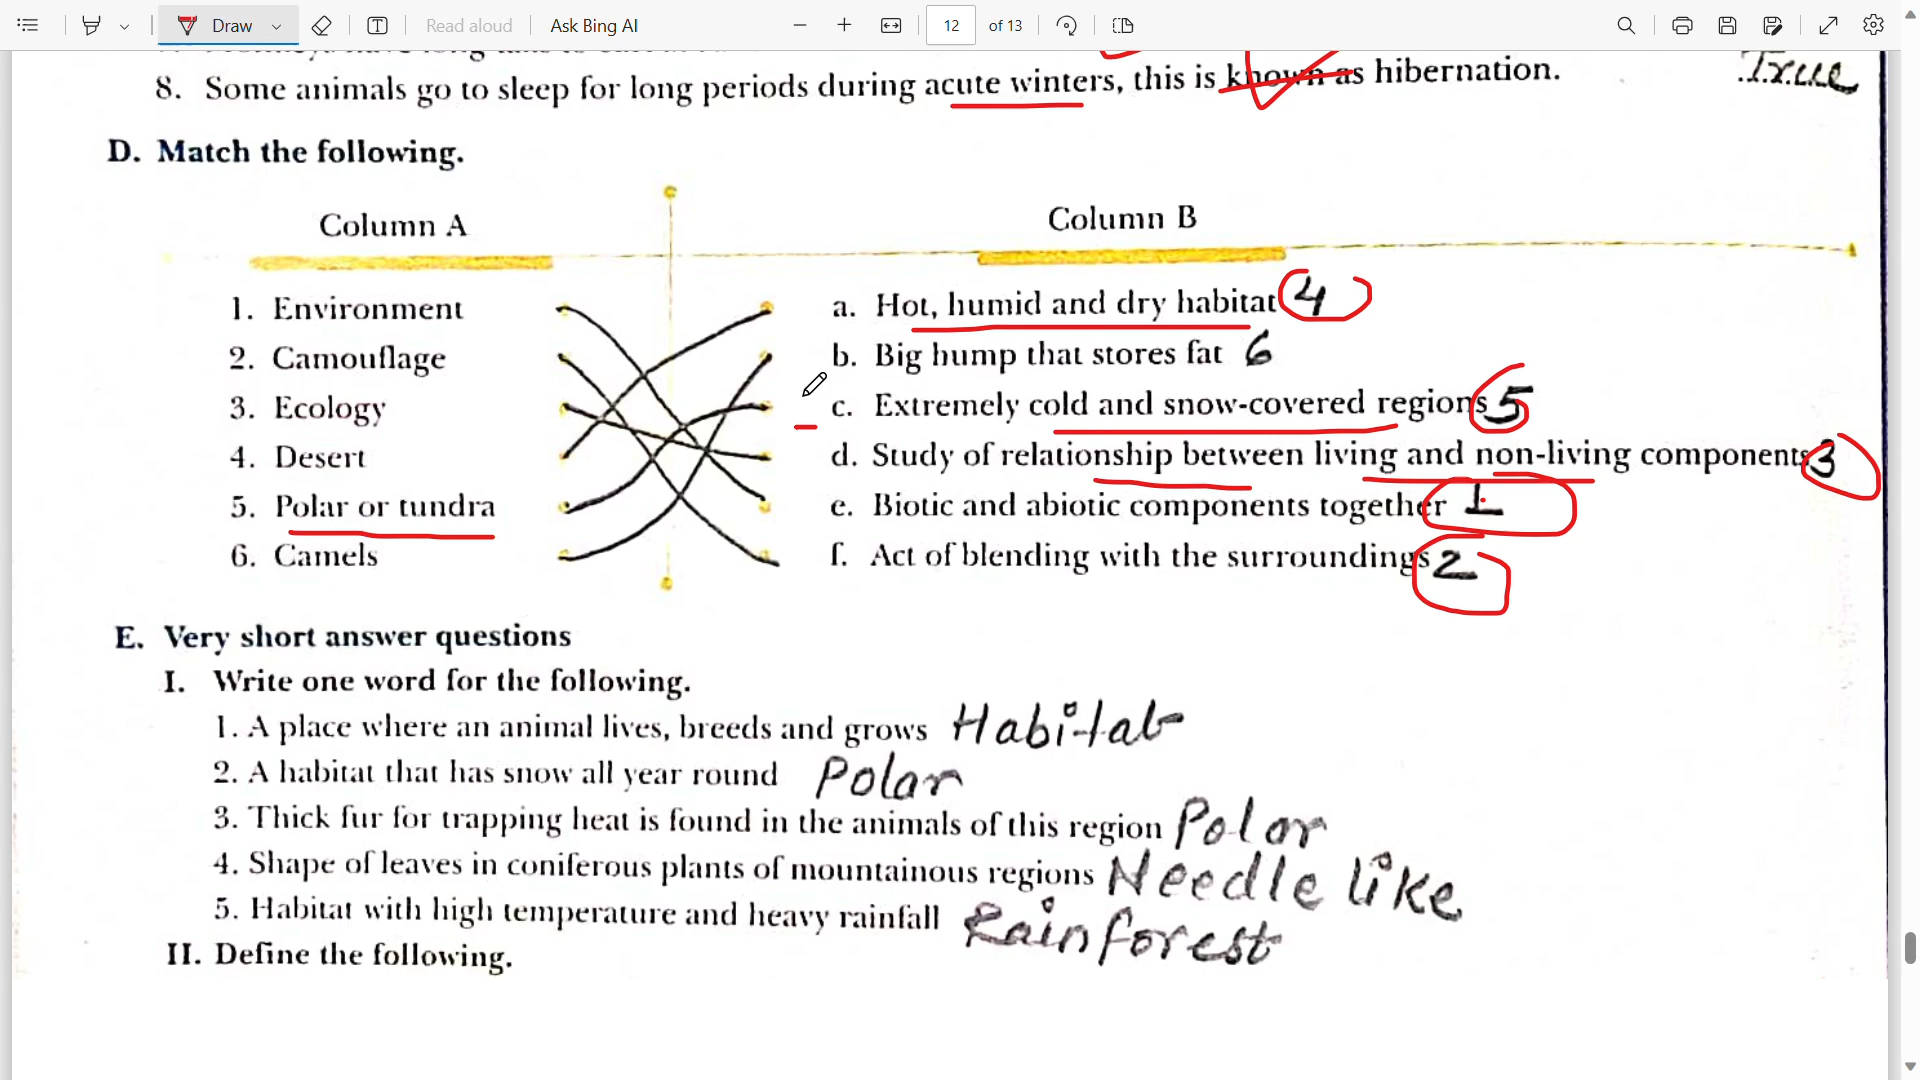 Draw
Read aloud
Ask Bing AI
12
of 13
8. Some animals go to sleep for long periods during acute winters, this is known as hibernation. True
D. Match the following.
Column A
Column B
1. Environment
a. Hot, humid and dry habitat 4
2. Camouflage
b. Big hump that stores fat 6
3. Ecology
c. Extremely cold and snow-covered regions 5
4. Desert
d. Study of relationship between living and non-living components 3
5. Polar or tundra
e. Biotic and abiotic components together 1
6. Camels
f. Act of blending with the surroundings 2
E. Very short answer questions
I. Write one word for the following.
1. A place where an animal lives, breeds and grows Habitat
2. A habitat that has snow all year round Polar
3. Thick fur for trapping heat is found in the animals of this region Polar
4. Shape of leaves in coniferous plants of mountainous regions Needle like
5. Habitat with high temperature and heavy rainfall Rainforest
II. Define the following.